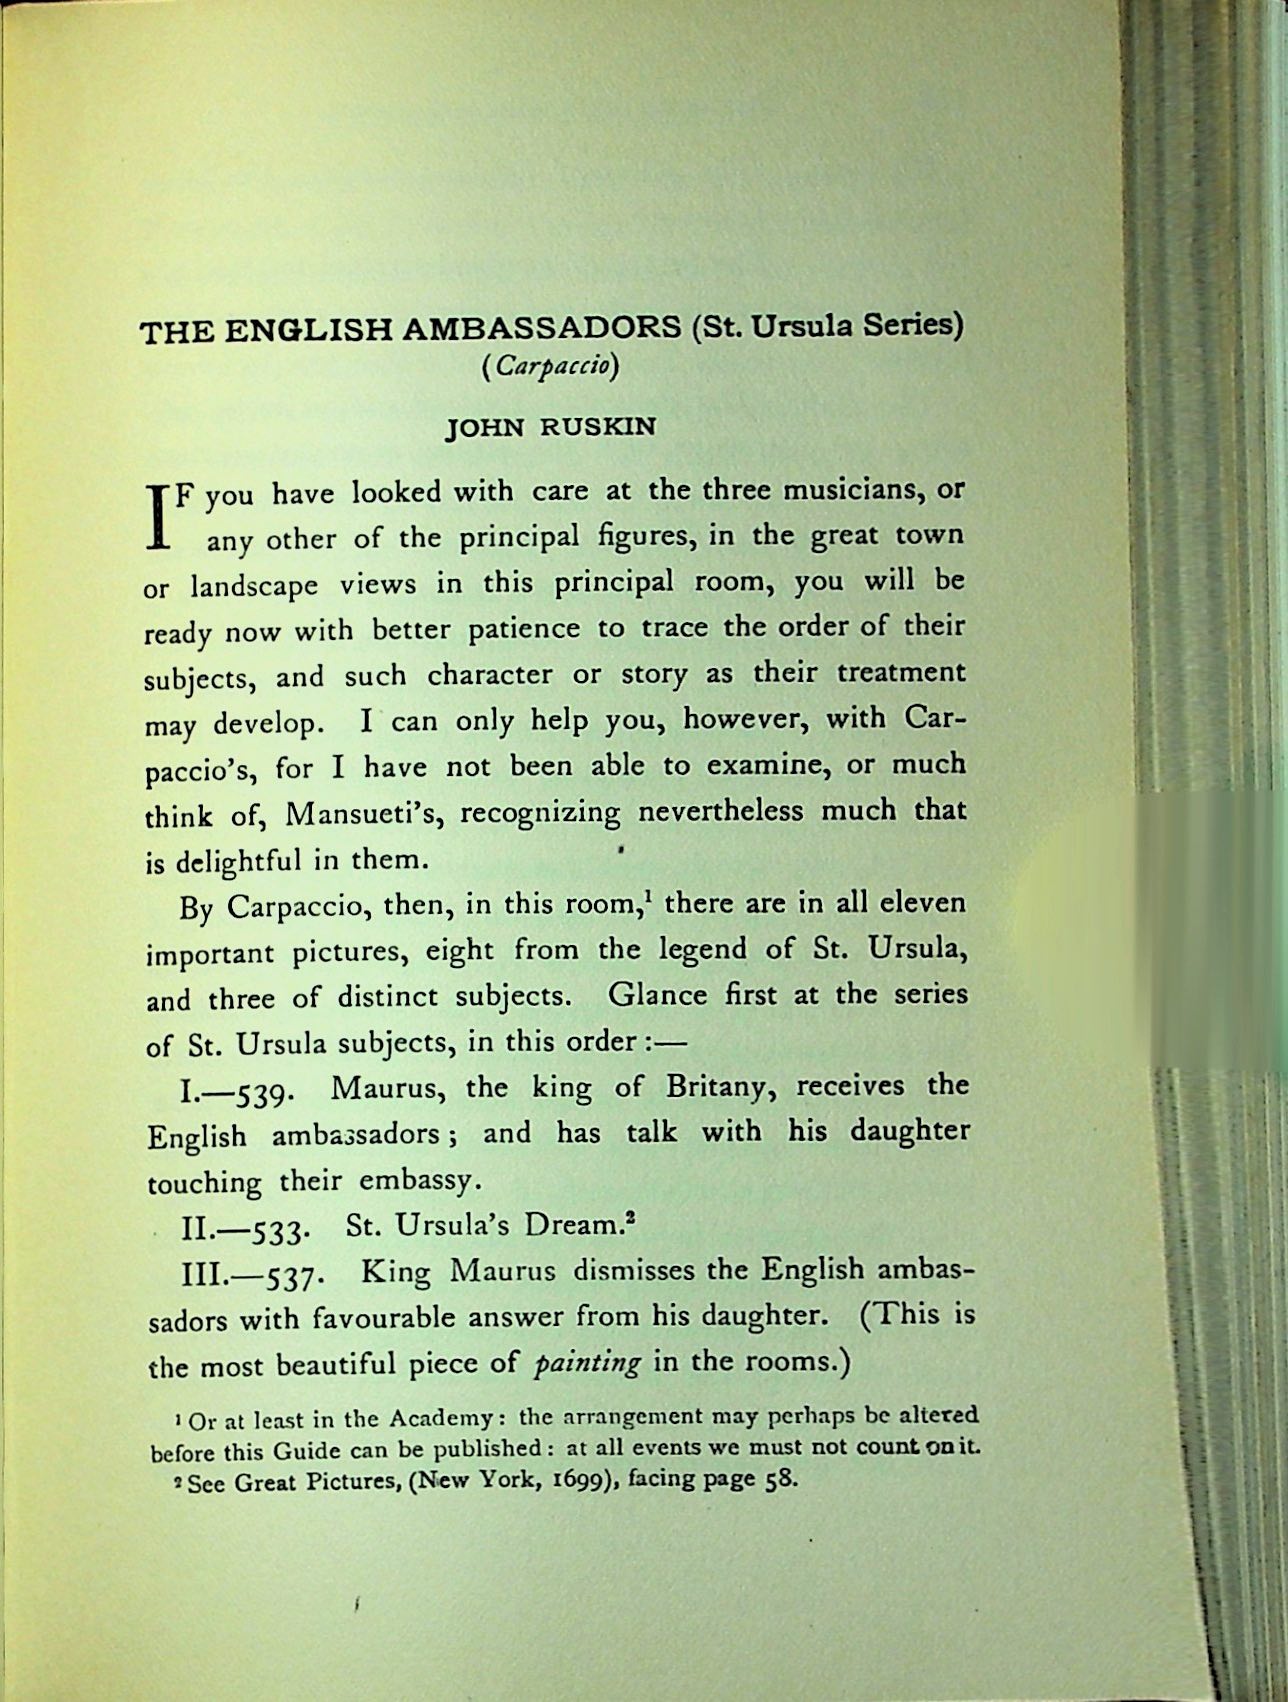 THE ENGLISH AMBASSADORS (St. Ursula Series)
(Carpaccio)
JOHN RUSKIN
IF you have looked with care at the three musicians, or
any other of the principal figures, in the great town
or landscape views in this principal room, you will be
ready now with better patience to trace the order of their
subjects, and such character or story as their treatment
may develop. I can only help you, however, with Car-
paccio's, for I have not been able to examine, or much
think of, Mansueti's, recognizing nevertheless much that
is delightful in them.
By Carpaccio, then, in this room,¹ there are in all eleven
important pictures, eight from the legend of St. Ursula,
and three of distinct subjects. Glance first at the series
of St. Ursula subjects, in this order :—
I.—539. Maurus, the king of Britany, receives the
English ambassadors ; and has talk with his daughter
touching their embassy.
II.—533. St. Ursula's Dream.²
III.—537. King Maurus dismisses the English ambas-
sadors with favourable answer from his daughter. (This is
the most beautiful piece of painting in the rooms.)
¹ Or at least in the Academy : the arrangement may perhaps be altered
before this Guide can be published : at all events we must not count on it.
² See Great Pictures, (New York, 1699), facing page 58.